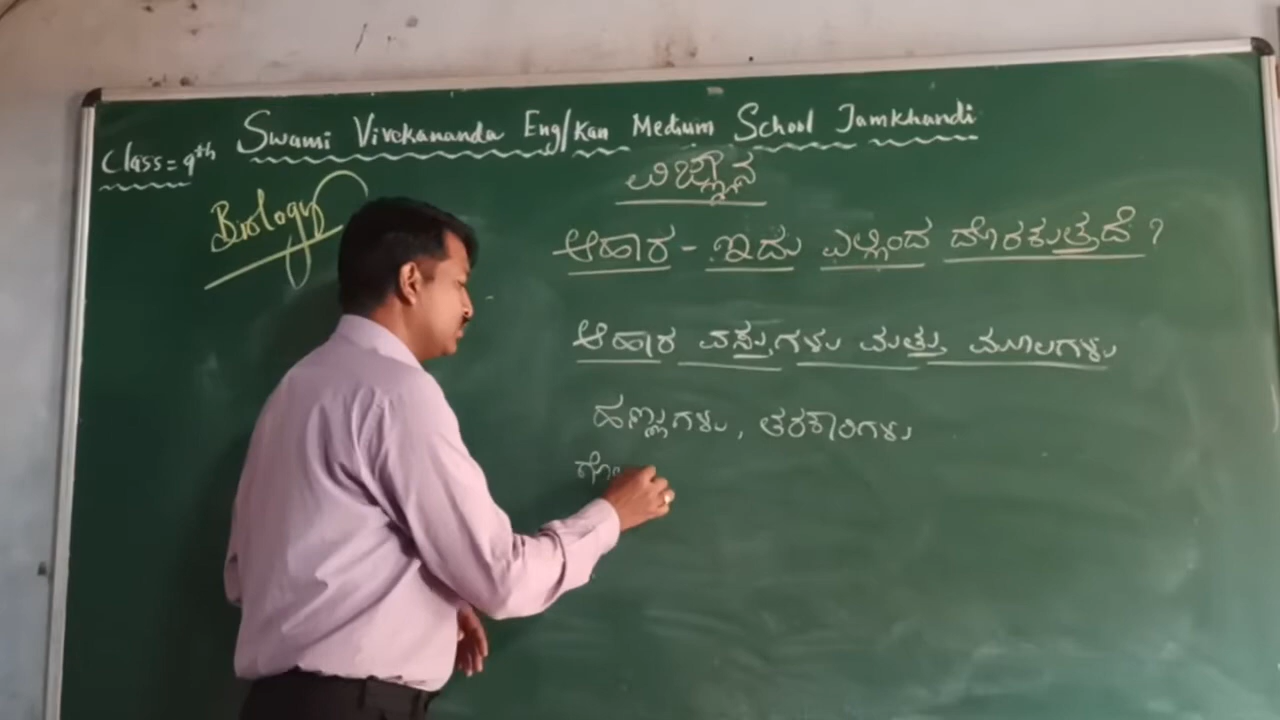 Swami Vivekananda Eng/Kan Medium School Jamkhandi
Class = 9th
ವಿಜ್ಞಾನ
Biology
ಆಹಾರ - ಇದು ಎಲ್ಲಿಂದ ದೊರಕುತ್ತದೆ ?
ಆಹಾರ ವಸ್ತುಗಳು ಮತ್ತು ಮೂಲಗಳು
ಹಣ್ಣುಗಳು, ತರಕಾರಿಗಳು